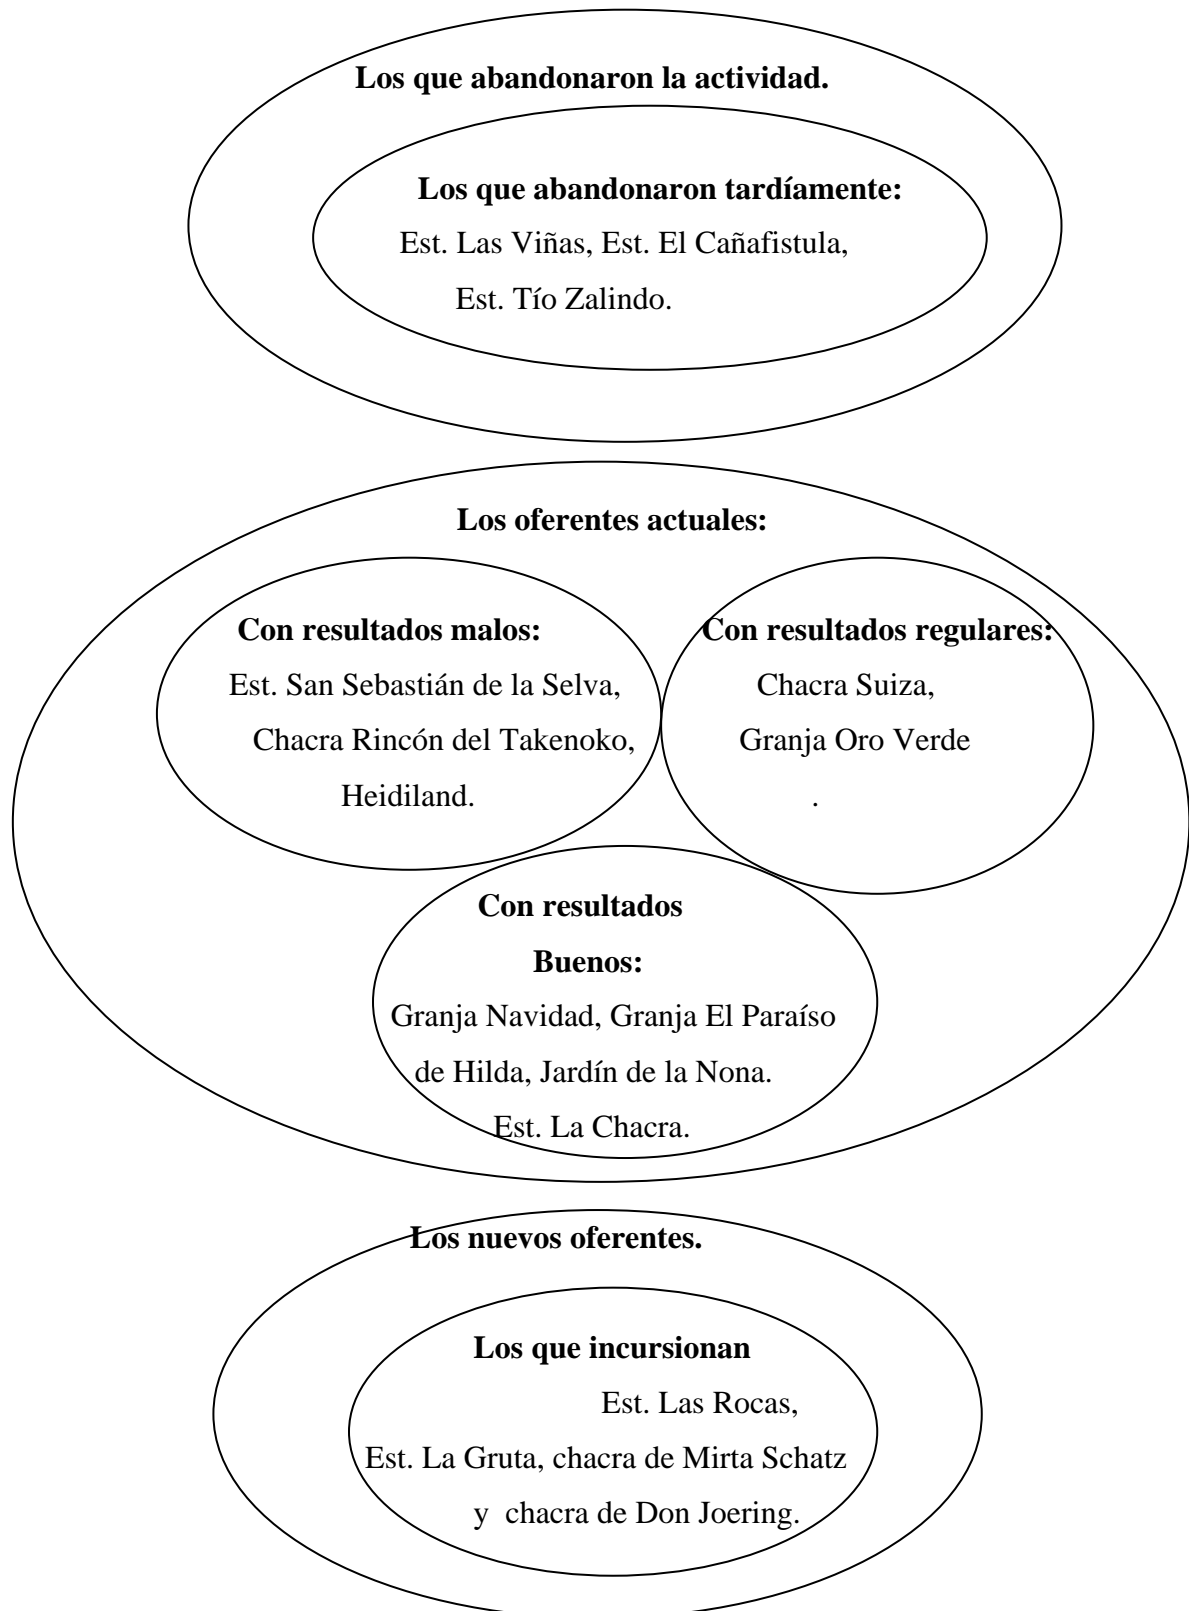 Los que abandonaron la actividad.
Los que abandonaron tardíamente:
Est. Las Viñas, Est. El Cañafistula,
Est. Tío Zalindo.
Los oferentes actuales:
Con resultados malos:
Est. San Sebastián de la Selva,
Chacra Rincón del Takenoko,
Heidiland.
Con resultados regulares:
Chacra Suiza,
Granja Oro Verde
.
Con resultados
Buenos:
Granja Navidad, Granja El Paraíso
de Hilda, Jardín de la Nona.
Est. La Chacra.
Los nuevos oferentes.
Los que incursionan
Est. Las Rocas,
Est. La Gruta, chacra de Mirta Schatz
y  chacra de Don Joering.